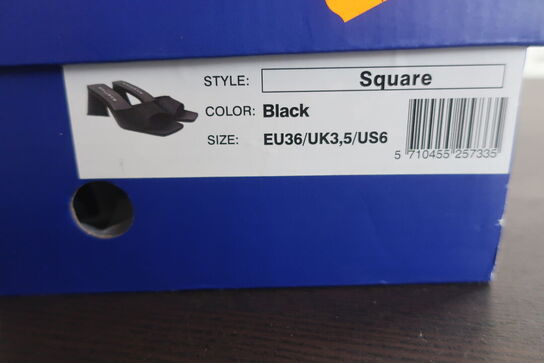 STYLE: Square
COLOR: Black
SIZE: EU36/UK3,5/US6
5 710455 257335